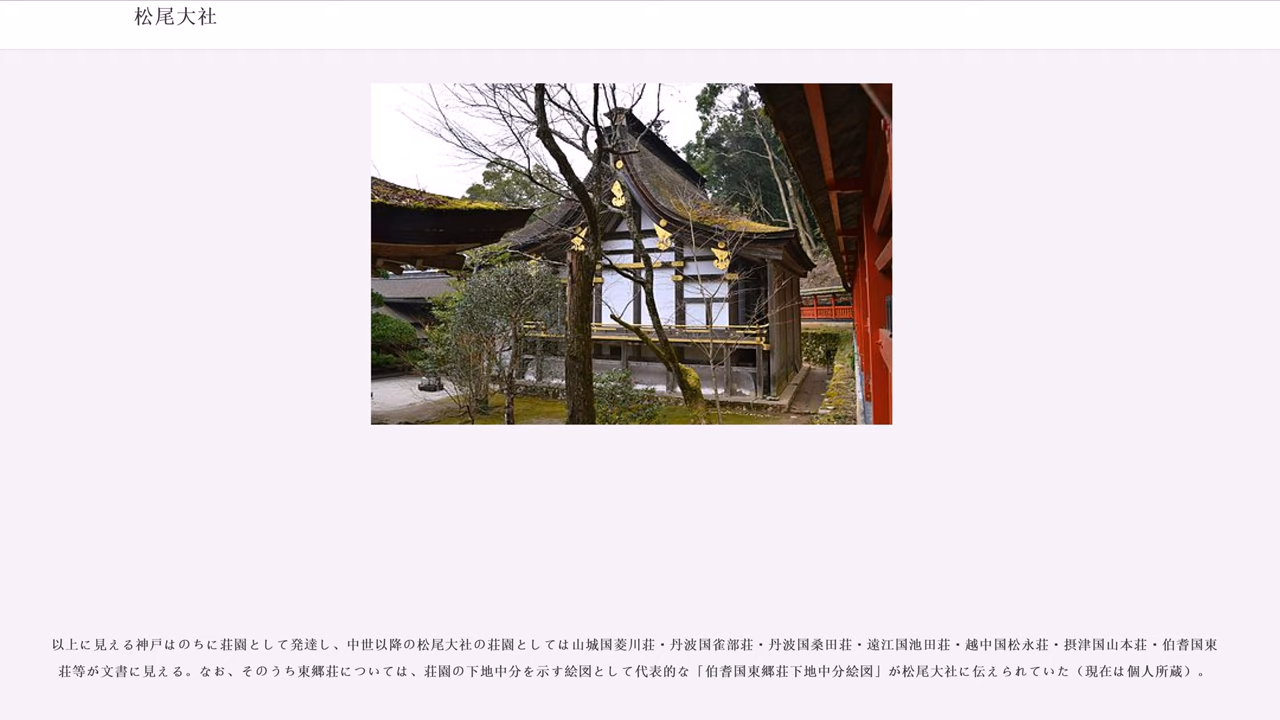 松尾大社
以上に見える神戸はのちに荘園として発達し、中世以降の松尾大社の荘園としては山城国菱川荘・丹波国雀部荘・丹波国桑田荘・遠江国池田荘・越中国松永荘・摂津国山本荘・伯耆国東
荘等が文書に見える。なお、そのうち東郷荘については、荘園の下地中分を示す絵図として代表的な「伯耆国東郷荘下地中分絵図」が松尾大社に伝えられていた（現在は個人所蔵）。